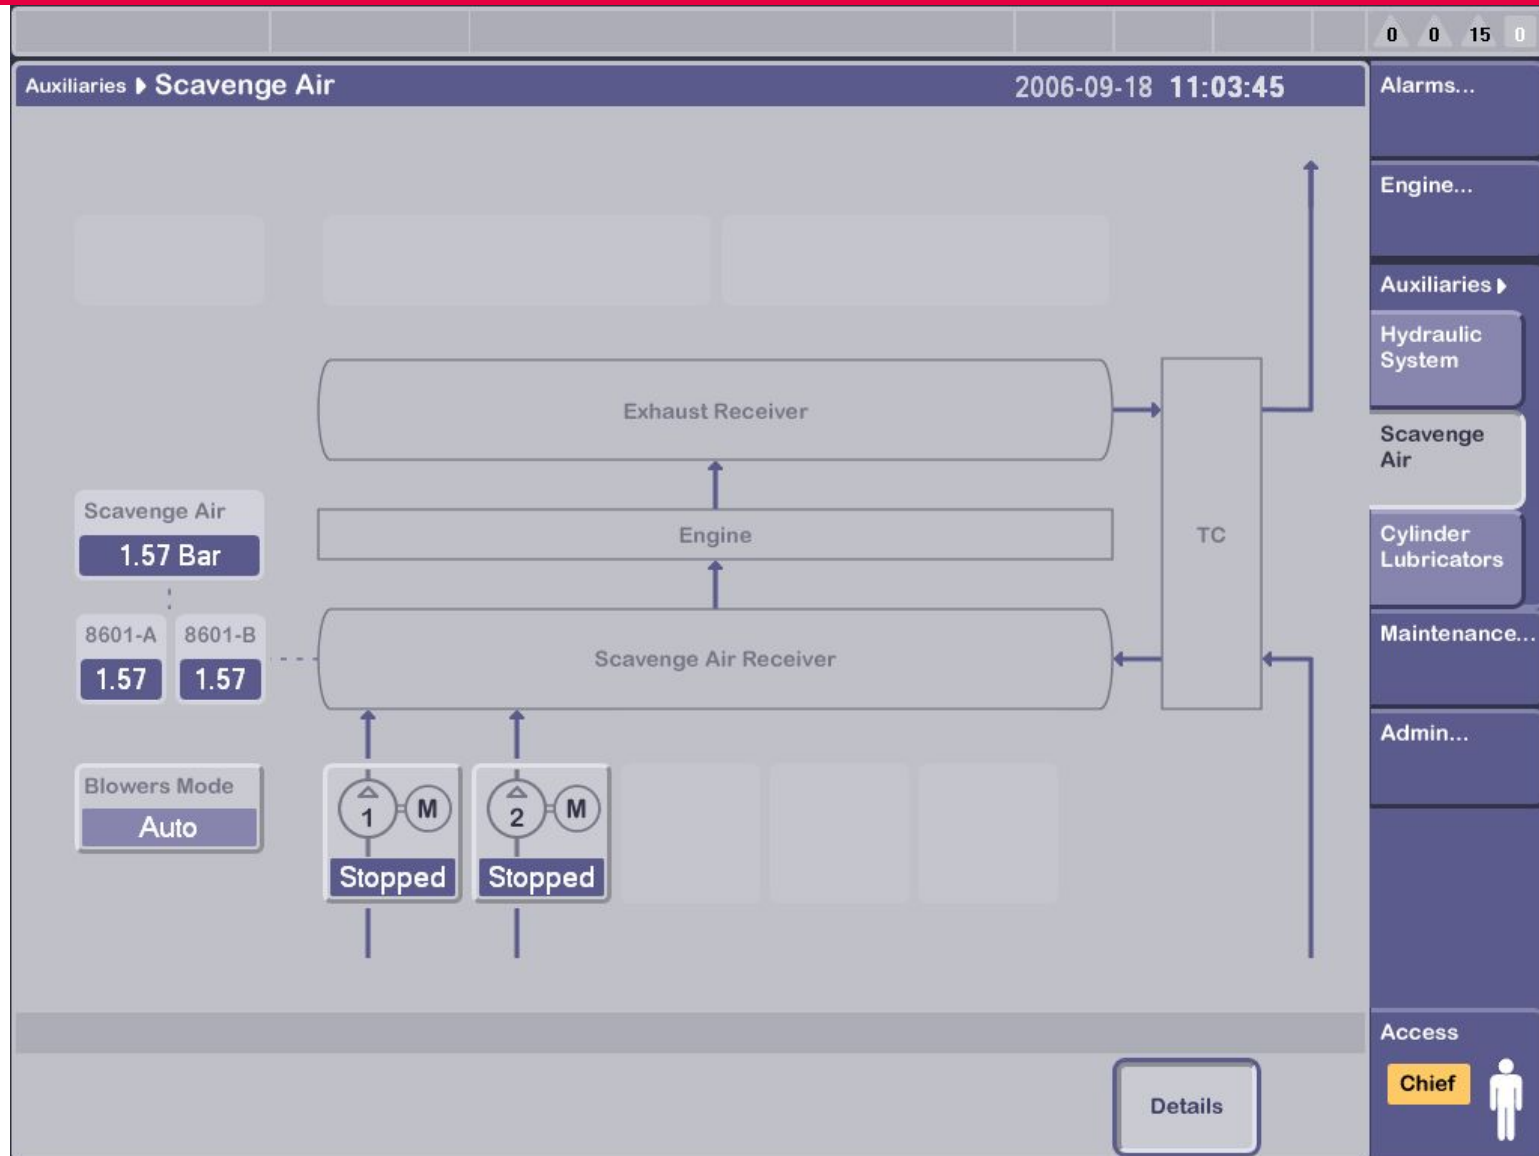 0 0 15 0
Auxiliaries Scavenge Air 2006-09-18 11:03:45
Alarms...
Engine...
Auxiliaries
Hydraulic
System
Scavenge
Air
Cylinder
Lubricators
Maintenance...
Admin...
Exhaust Receiver
Scavenge Air
1.57 Bar
Engine
TC
8601-A 8601-B
1.57 1.57
Scavenge Air Receiver
Blowers Mode
Auto
1 M
Stopped
2 M
Stopped
Details
Access
Chief